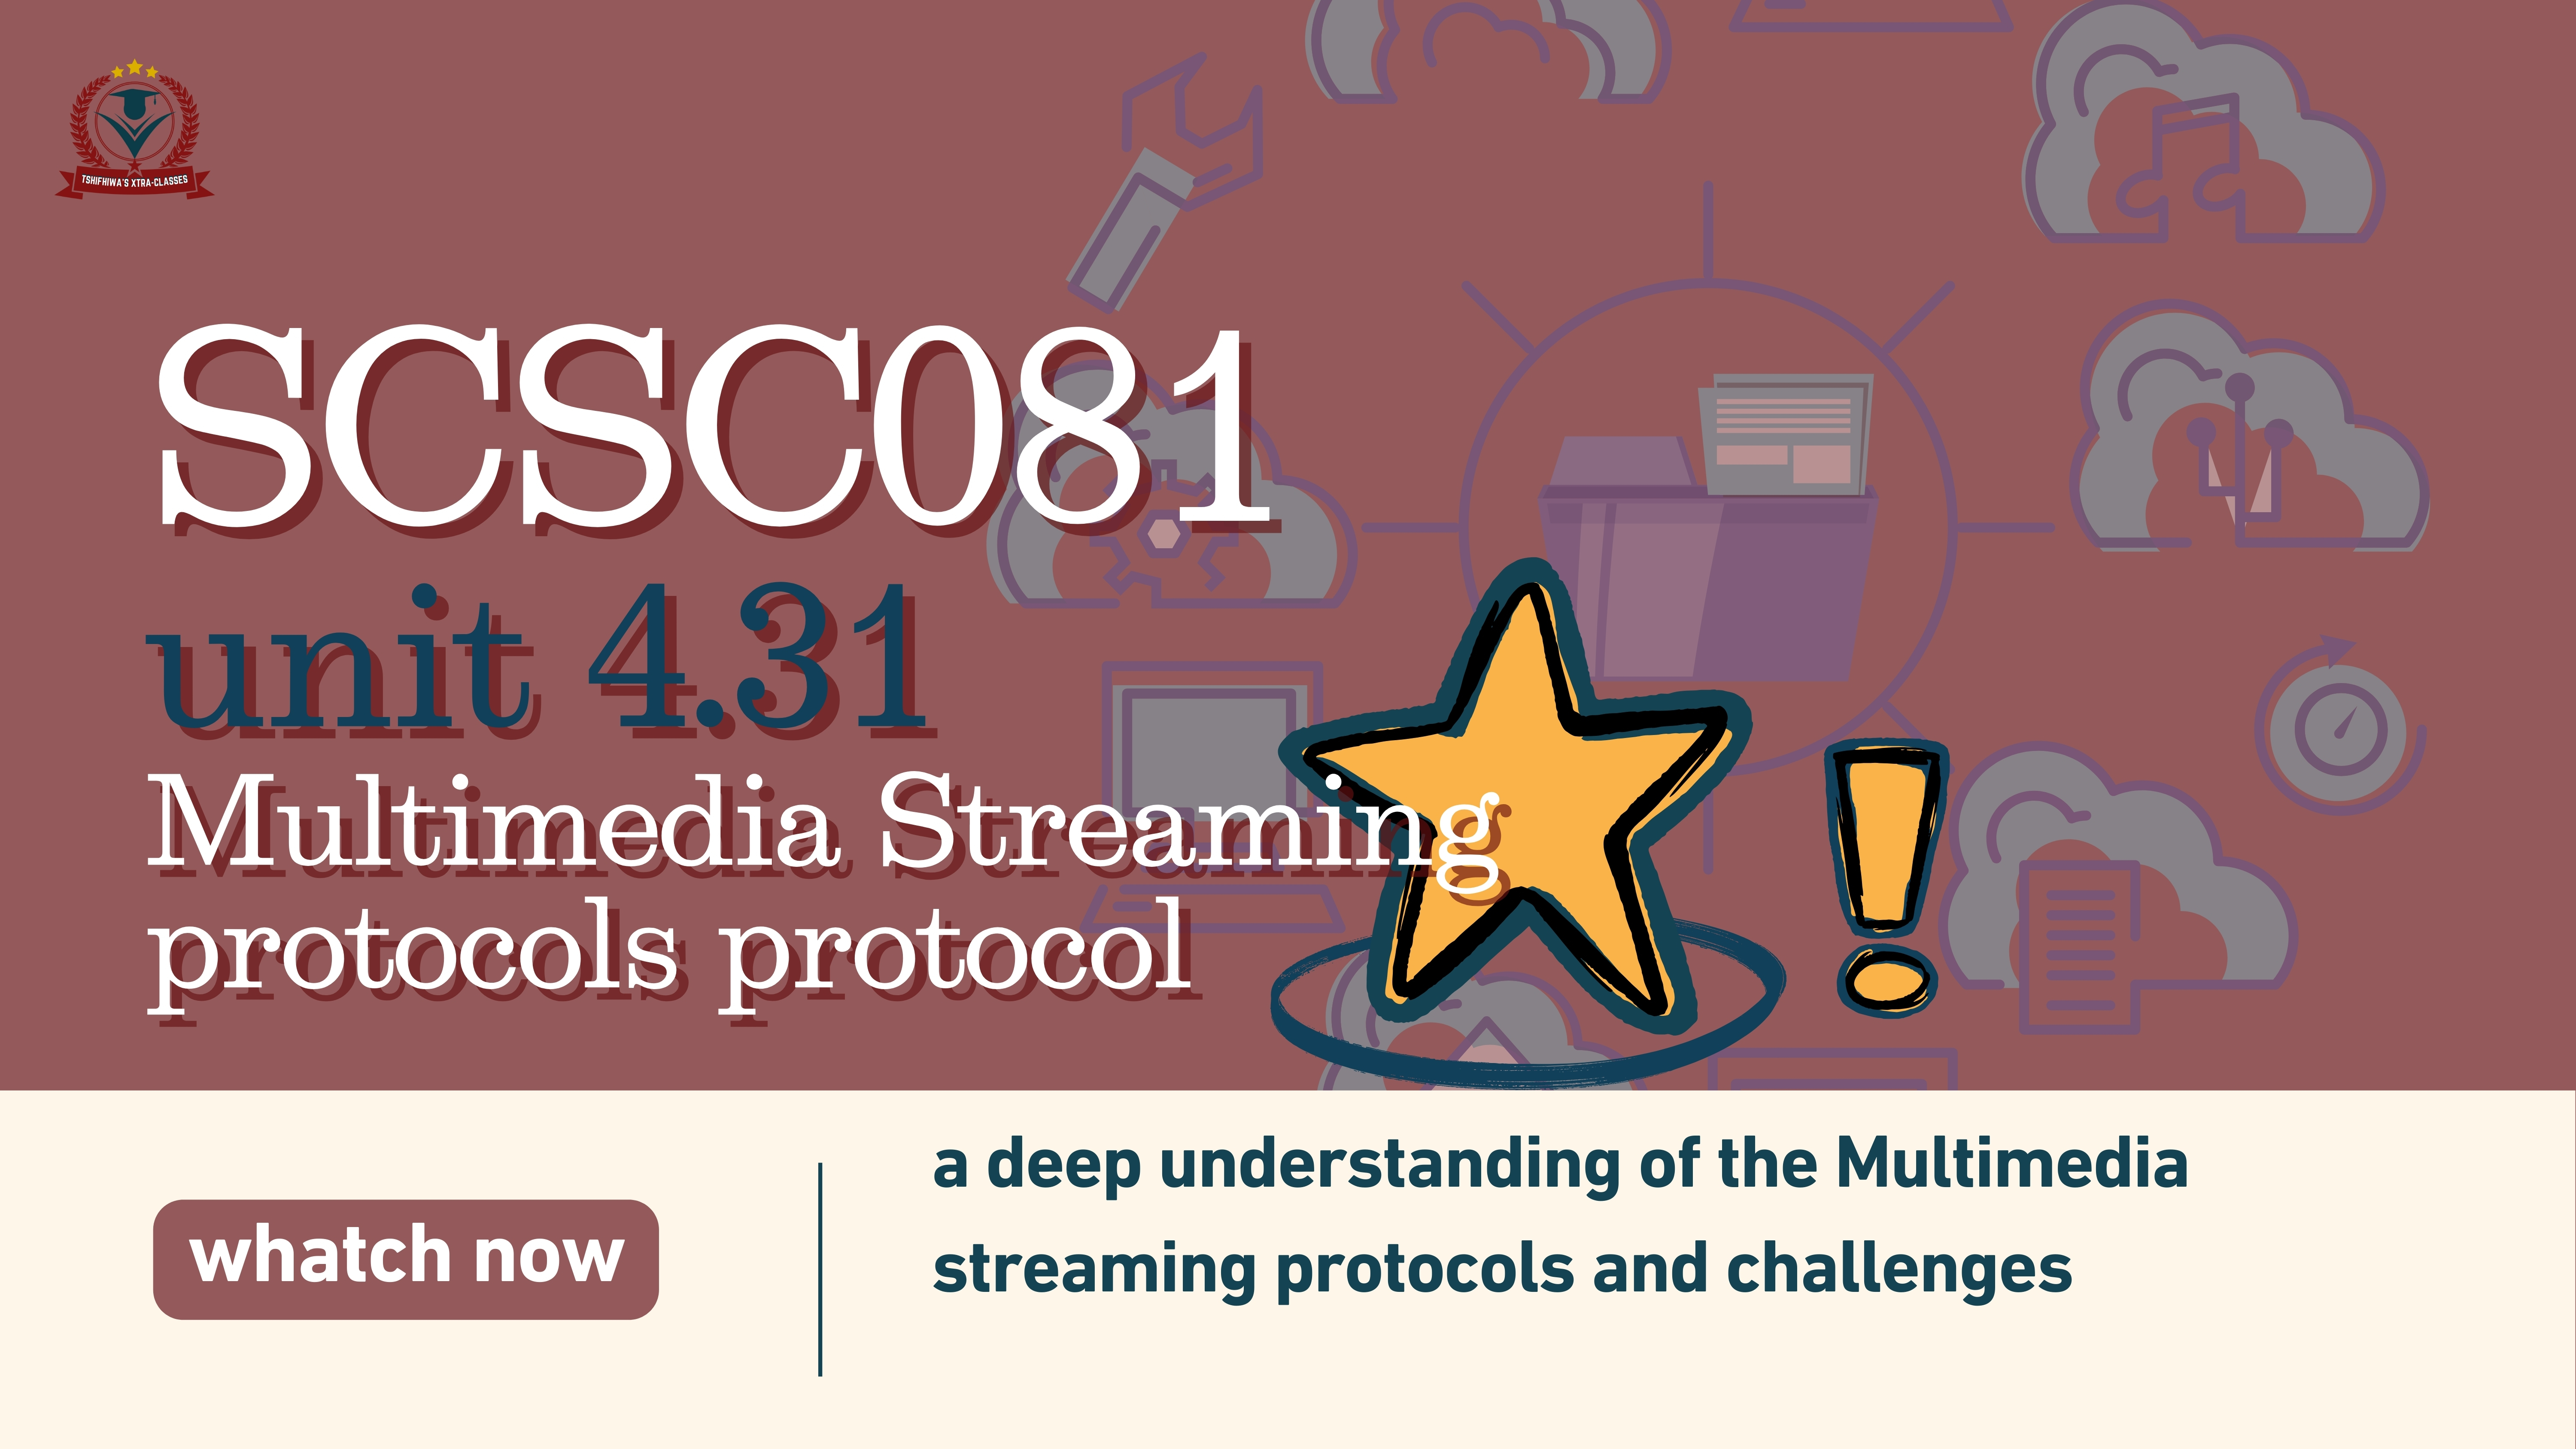 TSHIFHIWA'S XTRA-CLASSES
SCSC081
unit 4.31
Multimedia Streaming
protocols protocol
whatch now
a deep understanding of the Multimedia
streaming protocols and challenges